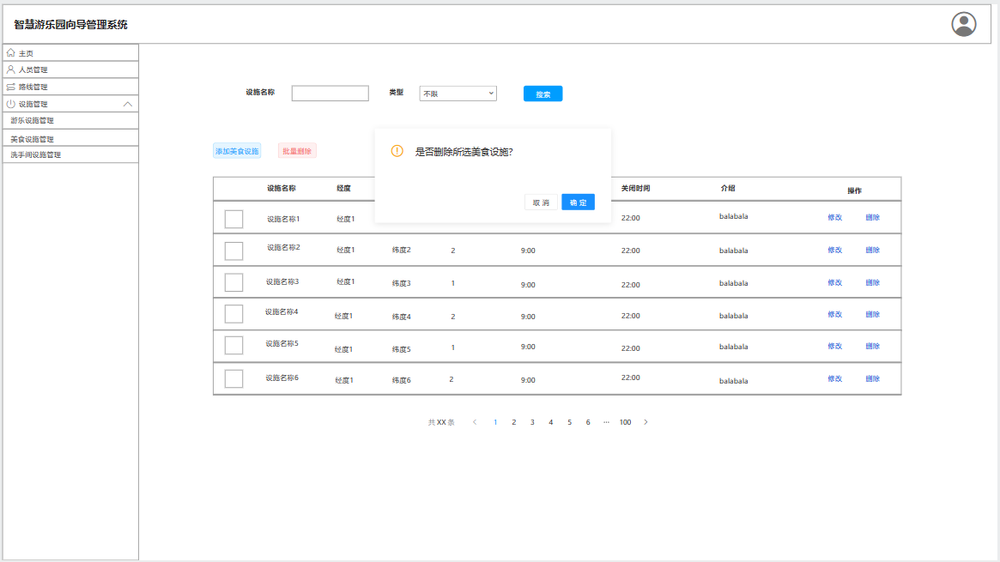 智慧游乐园向导管理系统
主页
人员管理
路线管理
设施管理
游乐设施管理
美食设施管理
洗手间设施管理
设施名称 类型 不限 搜索
添加美食设施 批量删除
是否删除所选美食设施?
取 消 确 定
设施名称 经度 关闭时间 介绍 操作
设施名称1 经度1 22:00 balabala 修改 删除
设施名称2 经度1 纬度2 2 9:00 22:00 balabala 修改 删除
设施名称3 经度1 纬度3 1 9:00 22:00 balabala 修改 删除
设施名称4 经度1 纬度4 2 9:00 22:00 balabala 修改 删除
设施名称5 经度1 纬度5 1 9:00 22:00 balabala 修改 删除
设施名称6 经度1 纬度6 2 9:00 22:00 balabala 修改 删除
共 XX 条 < 1 2 3 4 5 6 ··· 100 >